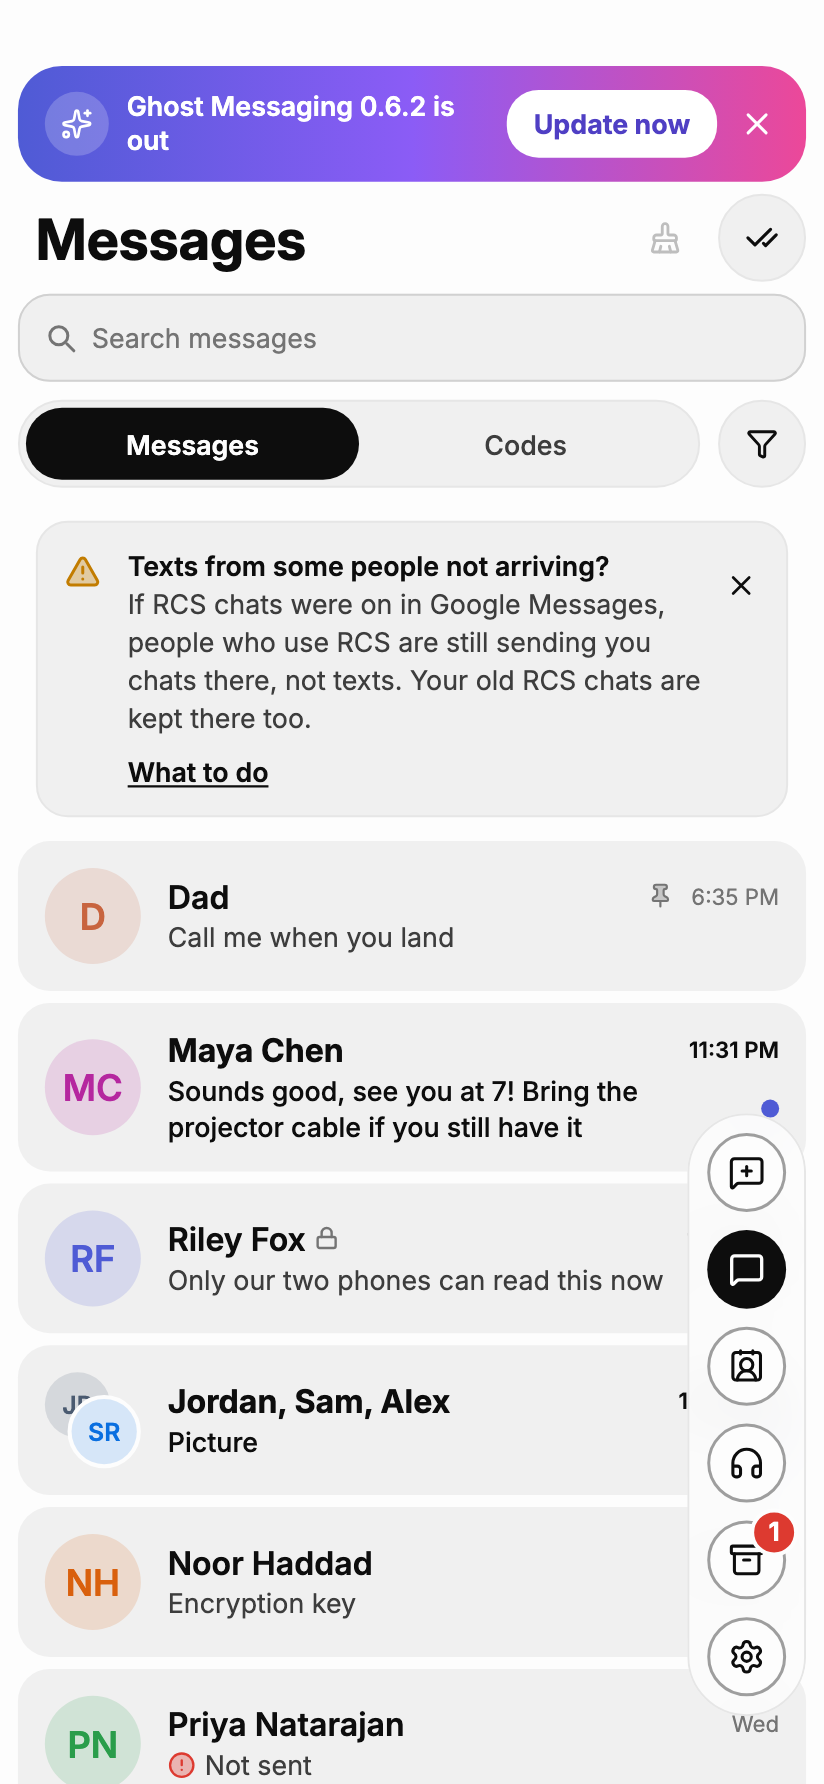 Ghost Messaging 0.6.2 is
out
Update now
Messages
Search messages
Messages
Codes
Texts from some people not arriving?
If RCS chats were on in Google Messages,
people who use RCS are still sending you
chats there, not texts. Your old RCS chats are
kept there too.
What to do
D
Dad
6:35 PM
Call me when you land
MC
Maya Chen
11:31 PM
Sounds good, see you at 7! Bring the
projector cable if you still have it
RF
Riley Fox
Only our two phones can read this now
SR
Jordan, Sam, Alex
Picture
1
NH
Noor Haddad
Encryption key
PN
Priya Natarajan
Wed
Not sent